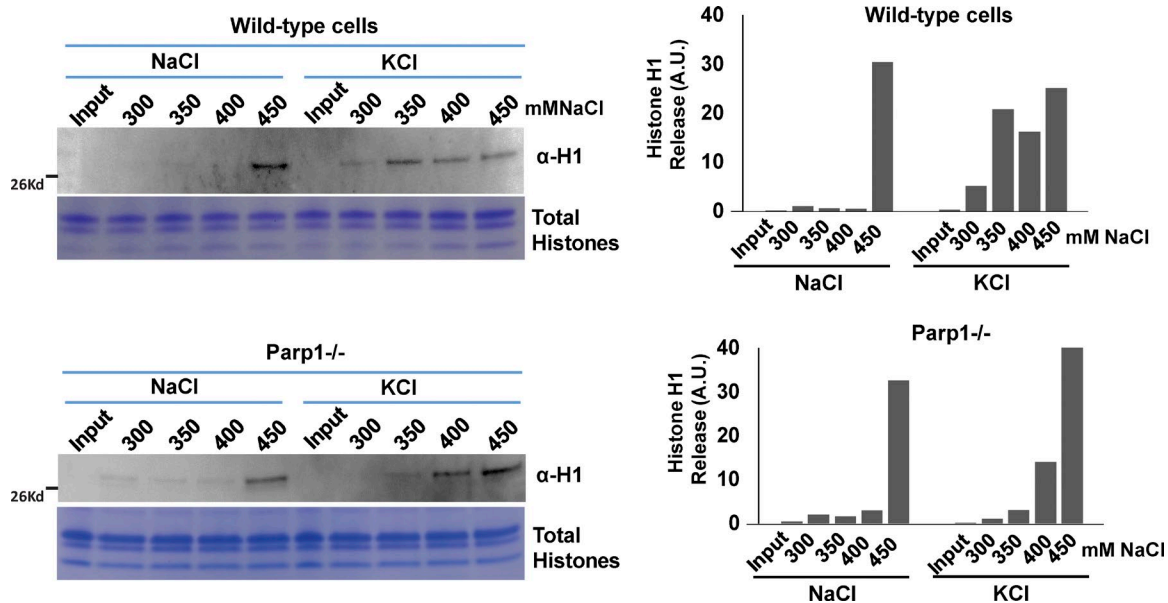 Wild-type cells
NaCl KCl
Input 300 350 400 450 Input 300 350 400 450 mMNaCl
α-H1
26Kd
Total
Histones
Wild-type cells
Histone H1
Release (A.U.)
40
30
20
10
0
Input 300 350 400 450 Input 300 350 400 450 mM NaCl
NaCl KCl
Parp1-/-
NaCl KCl
Input 300 350 400 450 Input 300 350 400 450
α-H1
26Kd
Total
Histones
Parp1-/-
Histone H1
Release (A.U.)
40
30
20
10
0
Input 300 350 400 450 Input 300 350 400 450 mM NaCl
NaCl KCl